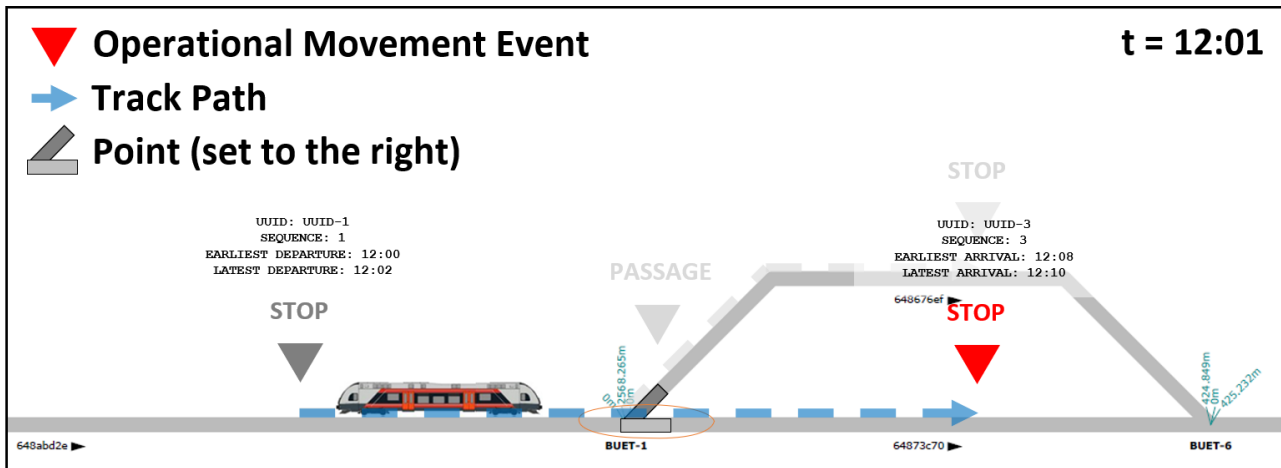 Operational Movement Event
t = 12:01
Track Path
Point (set to the right)
STOP
UUID: UUID-1
SEQUENCE: 1
EARLIEST DEPARTURE: 12:00
LATEST DEPARTURE: 12:02
UUID: UUID-3
SEQUENCE: 3
EARLIEST ARRIVAL: 12:08
LATEST ARRIVAL: 12:10
PASSAGE
648676ef
STOP
STOP
0m
2568.265m
0m
424.849m
0m
425.232m
648abd2e
BUET-1
64873c70
BUET-6